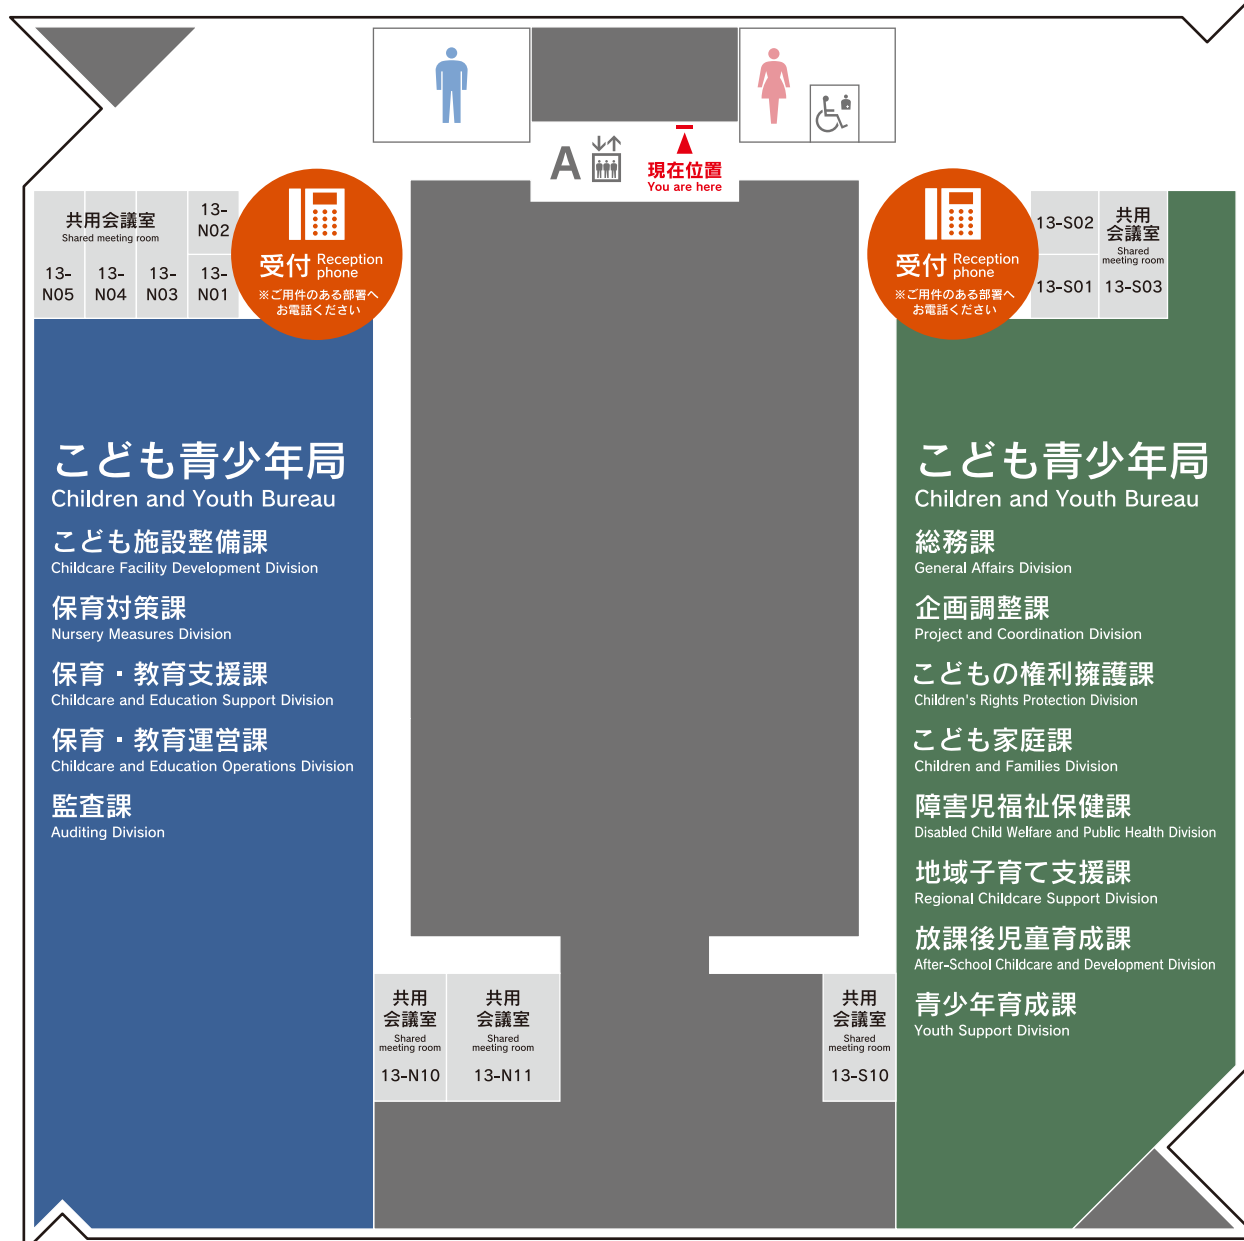 A
現在位置
You are here
共用会議室
Shared meeting room
13-
N02
13-
N05
13-
N04
13-
N03
13-
N01
受付 Reception
phone
※ご用件のある部署へ
お電話ください
受付 Reception
phone
※ご用件のある部署へ
お電話ください
13-S02
13-S01
共用
会議室
Shared
meeting room
13-S03
こども青少年局
Children and Youth Bureau
こども施設整備課
Childcare Facility Development Division
保育対策課
Nursery Measures Division
保育・教育支援課
Childcare and Education Support Division
保育・教育運営課
Childcare and Education Operations Division
監査課
Auditing Division
こども青少年局
Children and Youth Bureau
総務課
General Affairs Division
企画調整課
Project and Coordination Division
こどもの権利擁護課
Children's Rights Protection Division
こども家庭課
Children and Families Division
障害児福祉保健課
Disabled Child Welfare and Public Health Division
地域子育て支援課
Regional Childcare Support Division
放課後児童育成課
After-School Childcare and Development Division
青少年育成課
Youth Support Division
共用
会議室
Shared
meeting room
13-N10
共用
会議室
Shared
meeting room
13-N11
共用
会議室
Shared
meeting room
13-S10